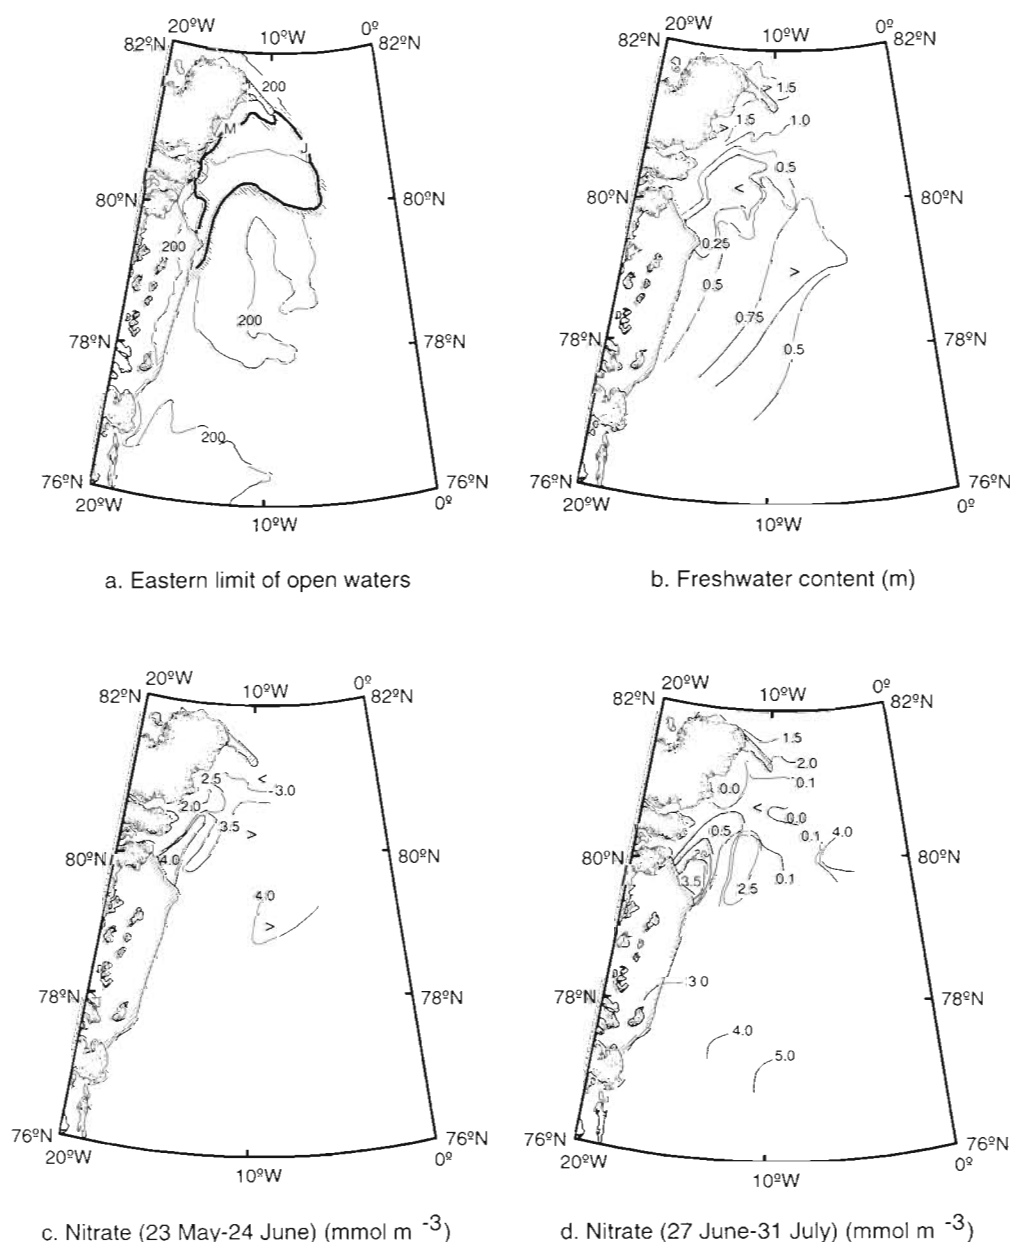 20ºW
10ºW
0º
82ºN
82ºN
200
M
J
80ºN
80ºN
200
200
78ºN
78ºN
200
76ºN
76ºN
20ºW
10ºW
0º
a. Eastern limit of open waters
20ºW
10ºW
0º
82ºN
82ºN
1.5
>
1.5
>
1.0
0.5
<
80ºN
80ºN
0.25
0.5
>
0.75
78ºN
78ºN
0.5
76ºN
76ºN
20ºW
10ºW
0º
b. Freshwater content (m)
20ºW
10ºW
0º
82ºN
82ºN
2.5
<
3.0
2.0
3.5
>
4.0
80ºN
80ºN
4.0
>
78ºN
78ºN
76ºN
76ºN
20ºW
10ºW
0º
c. Nitrate (23 May-24 June) (mmol m -3)
20ºW
10ºW
0º
82ºN
82ºN
1.5
2.0
0.1
0.0
<
0.0
0.5
0.1
4.0
80ºN
80ºN
3.5
2.5
0.1
78ºN
78ºN
3.0
4.0
5.0
76ºN
76ºN
20ºW
10ºW
0º
d. Nitrate (27 June-31 July) (mmol m -3)